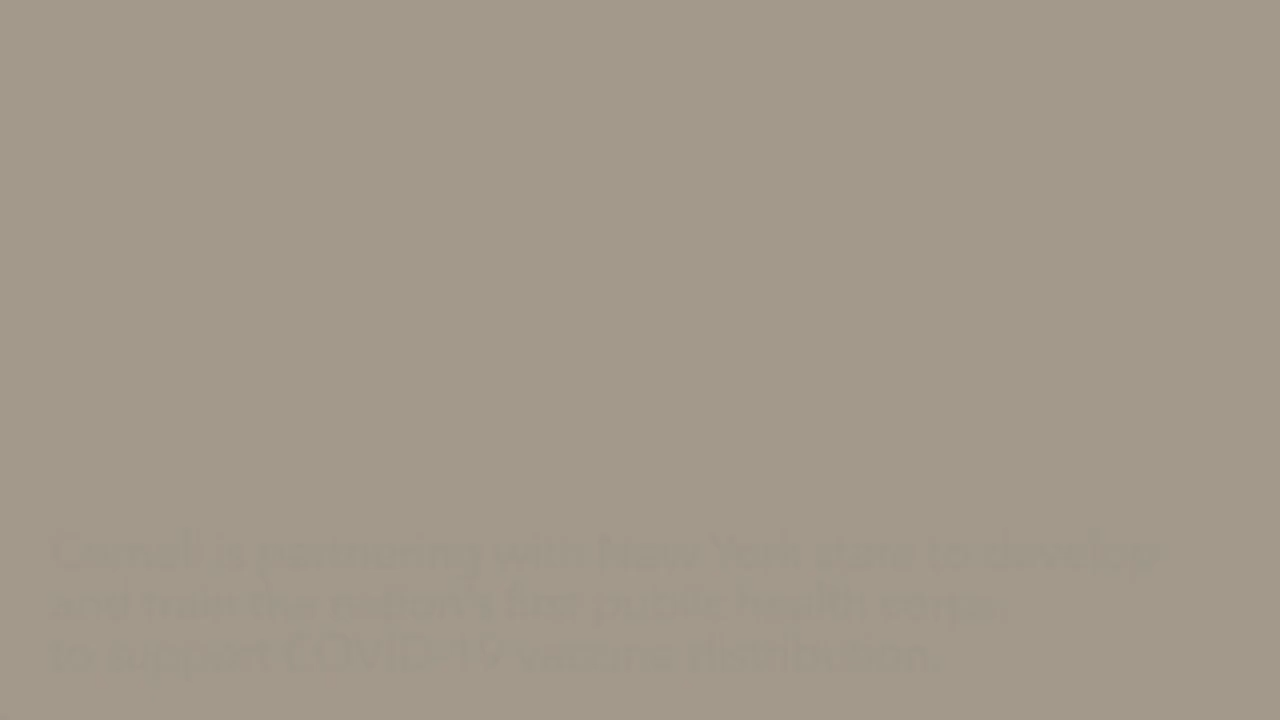 Cornell is partnering with New York state to develop
and train the nation's first public health corps
to support COVID-19 vaccine distribution.